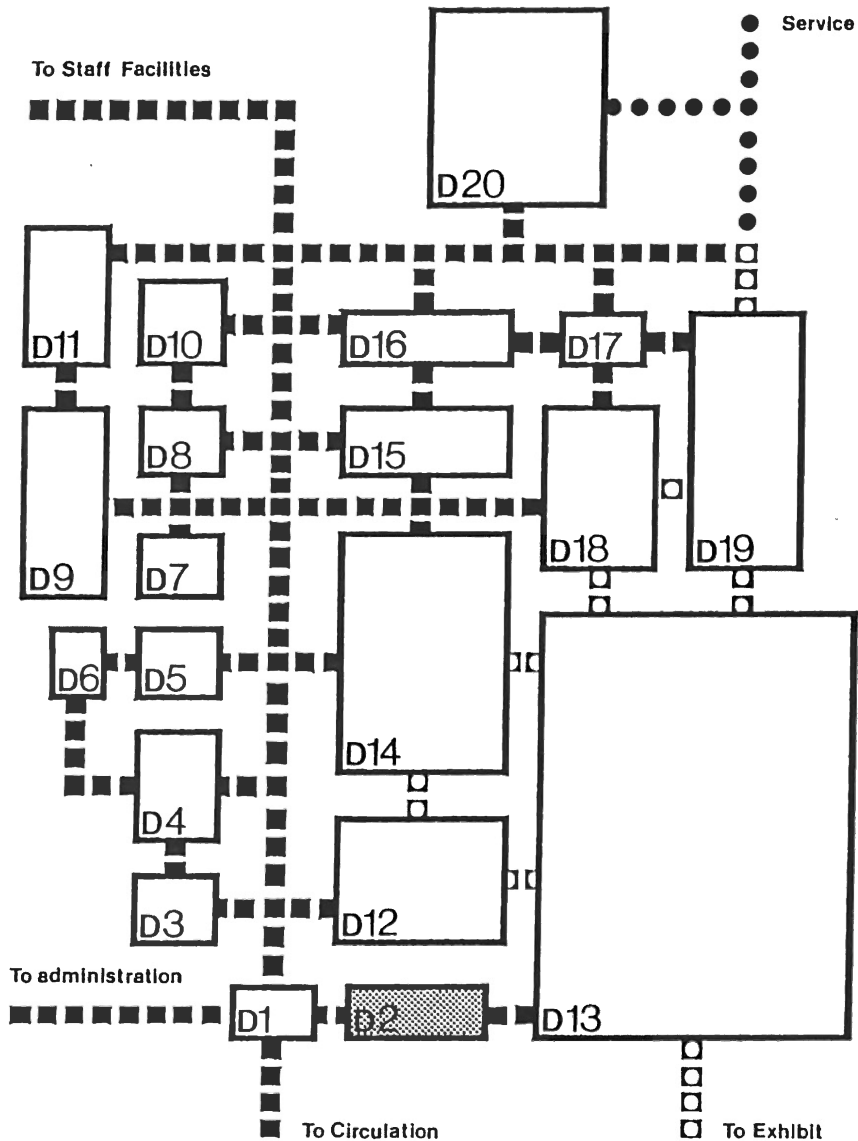 Service
To Staff Facilities
D20
D11
D10
D16
D17
D8
D15
D9
D7
D18
D19
D6
D5
D14
D4
D3
D12
To administration
D1
D2
D13
To Circulation
To Exhibit